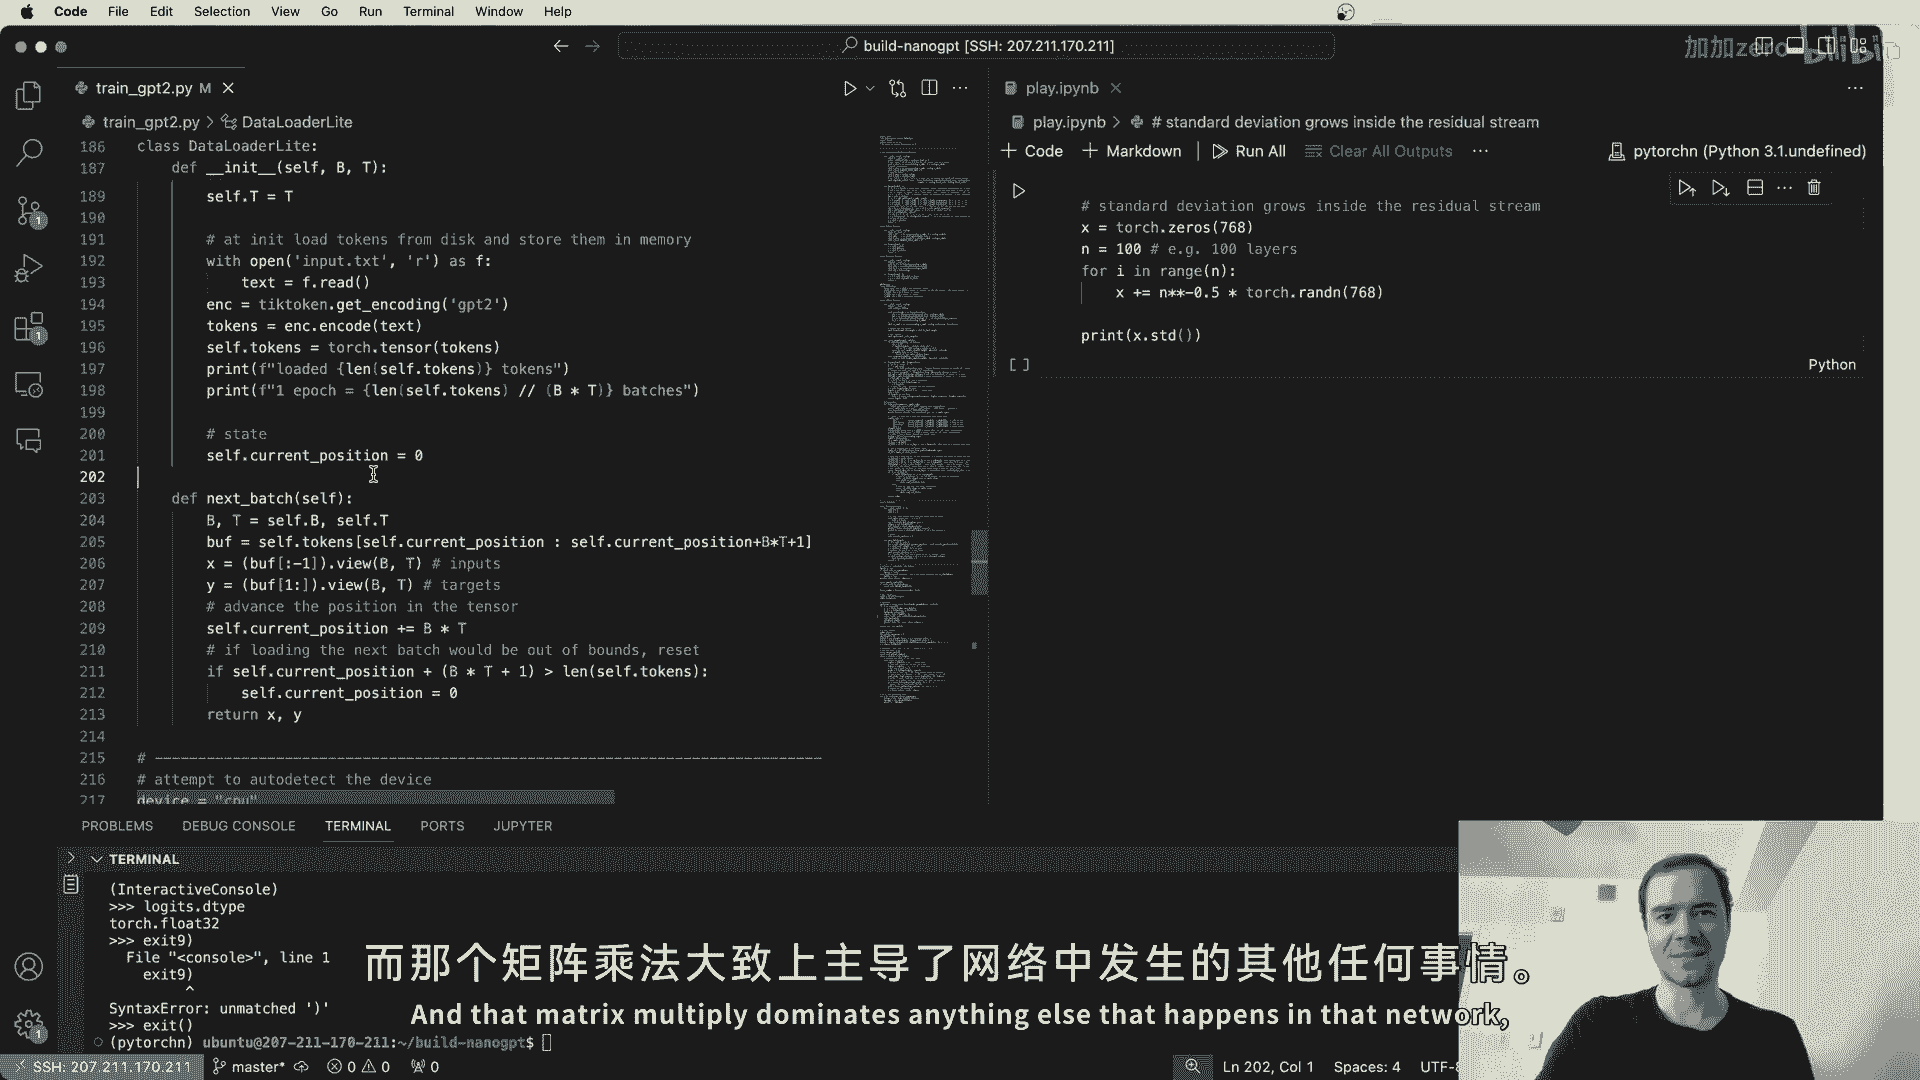 Code File Edit Selection View Go Run Terminal Window Help
build-nanogpt [SSH: 207.211.170.211]
加加zero bilibili
train_gpt2.py M
train_gpt2.py > DataLoaderLite
186 class DataLoaderLite:
187 def __init__(self, B, T):
189 self.T = T
190
191 # at init load tokens from disk and store them in memory
192 with open('input.txt', 'r') as f:
193 text = f.read()
194 enc = tiktoken.get_encoding('gpt2')
195 tokens = enc.encode(text)
196 self.tokens = torch.tensor(tokens)
197 print(f"loaded {len(self.tokens)} tokens")
198 print(f"1 epoch = {len(self.tokens) // (B * T)} batches")
199
200 # state
201 self.current_position = 0
202
203 def next_batch(self):
204 B, T = self.B, self.T
205 buf = self.tokens[self.current_position : self.current_position+B*T+1]
206 x = (buf[:-1]).view(B, T) # inputs
207 y = (buf[1:]).view(B, T) # targets
208 # advance the position in the tensor
209 self.current_position += B * T
210 # if loading the next batch would be out of bounds, reset
211 if self.current_position + (B * T + 1) > len(self.tokens):
212 self.current_position = 0
213 return x, y
214
215 # --------------------------------------------------------------
216 # attempt to autodetect the device
217 device = "cpu"
play.ipynb
play.ipynb > # standard deviation grows inside the residual stream
+ Code + Markdown | Run All Clear All Outputs ··· pytorchn (Python 3.1.undefined)
# standard deviation grows inside the residual stream
x = torch.zeros(768)
n = 100 # e.g. 100 layers
for i in range(n):
x += n**-0.5 * torch.randn(768)
print(x.std())
[ ] Python
PROBLEMS DEBUG CONSOLE TERMINAL PORTS JUPYTER
TERMINAL
(InteractiveConsole)
>>> logits.dtype
torch.float32
>>> exit9)
File "<console>", line 1
exit9)
^
SyntaxError: unmatched ')'
>>> exit()
(pytorchn) ubuntu@207-211-170-211:~/build-nanogpt$
而那个矩阵乘法大致上主导了网络中发生的其他任何事情。
And that matrix multiply dominates anything else that happens in that network,
SSH: 207.211.170.211 master* 0 0 0 Ln 202, Col 1 Spaces: 4 UTF-8